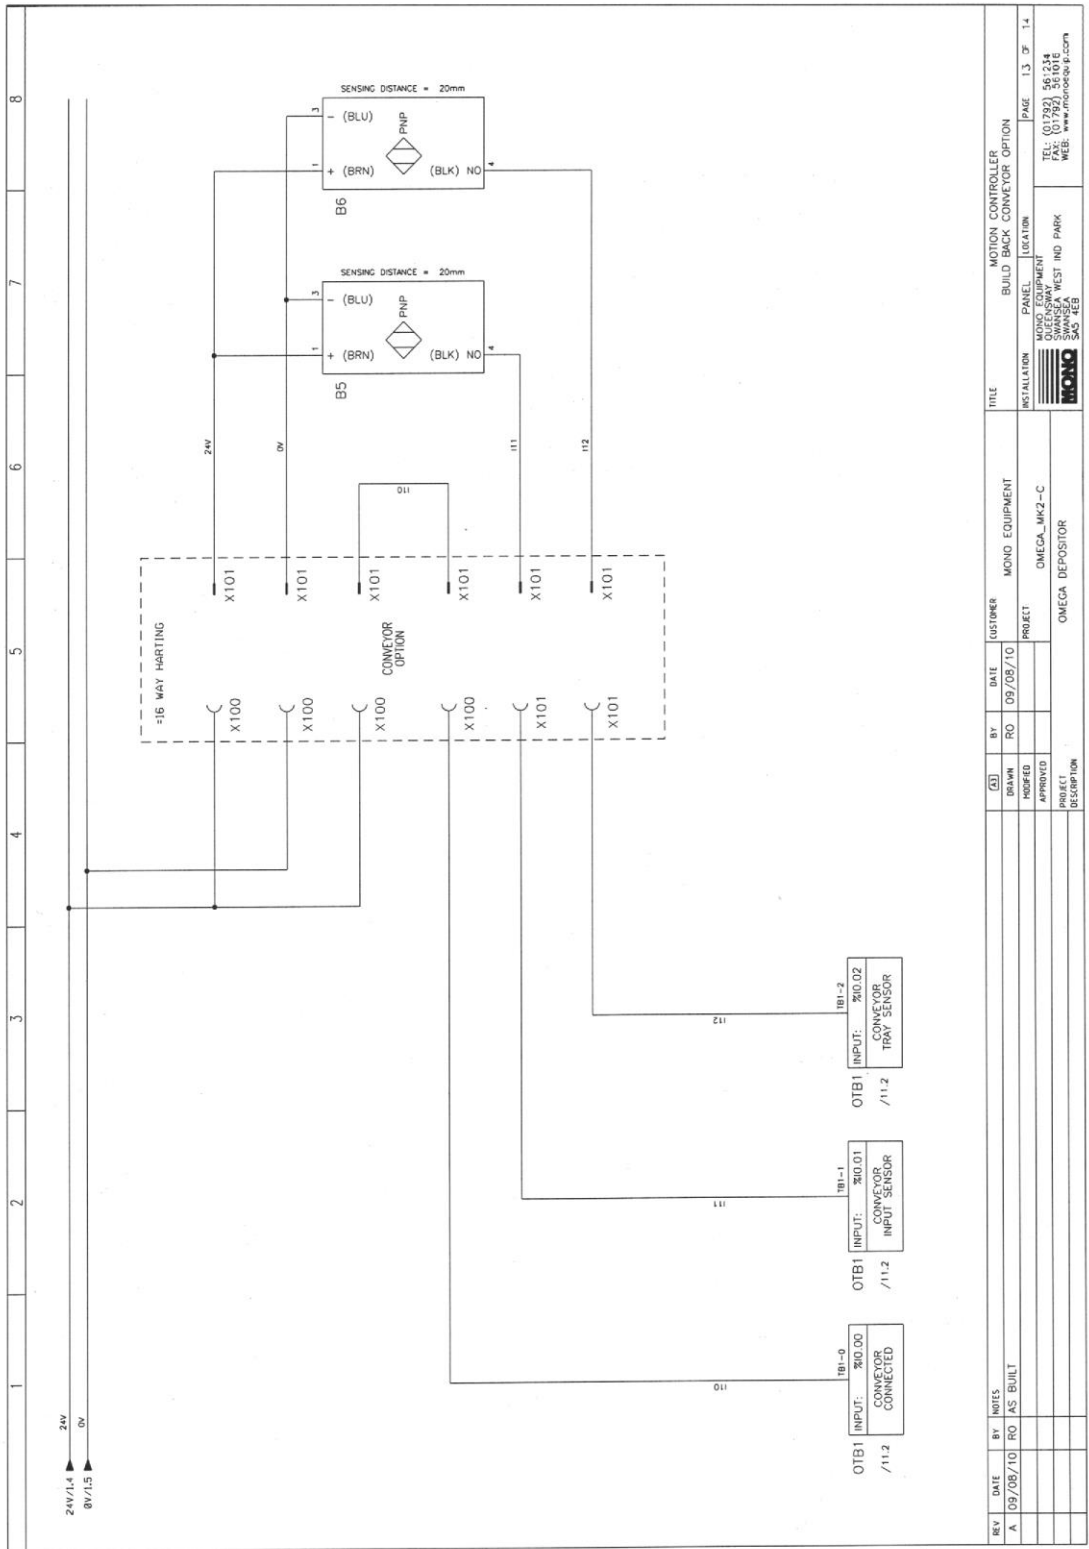 1 2 3 4 5 6 7 8
24V/1.4 24V
0V/1.5 0V
=16 WAY HARTING
CONVEYOR
OPTION
X100 X101
X100 X101
X100 X101
X100 X101
X101 X101
X101 X101
24V
0V
I10
I11
I12
B5
SENSING DISTANCE = 20mm
1 3
+ (BRN) - (BLU)
PNP
(BLK) NO
4
B6
SENSING DISTANCE = 20mm
1 3
+ (BRN) - (BLU)
PNP
(BLK) NO
4
I10
I11
I12
TB1-0
OTB1 INPUT: %I0.00
/11.2 CONVEYOR
CONNECTED
TB1-1
OTB1 INPUT: %I0.01
/11.2 CONVEYOR
INPUT SENSOR
TB1-2
OTB1 INPUT: %I0.02
/11.2 CONVEYOR
TRAY SENSOR
REV DATE BY NOTES
A 09/08/10 RO AS BUILT
A3 BY DATE
DRAWN RO 09/08/10
MODIFIED
APPROVED
PROJECT
DESCRIPTION
CUSTOMER MONO EQUIPMENT
PROJECT OMEGA_MK2-C
OMEGA DEPOSITOR
TITLE MOTION CONTROLLER
BUILD BACK CONVEYOR OPTION
INSTALLATION PANEL LOCATION PAGE 13 OF 14
MONO
MONO EQUIPMENT
QUEENSWAY
SWANSEA WEST IND PARK
SWANSEA
SA5 4EB
TEL: (01792) 561234
FAX: (01792) 561016
WEB: www.monoequip.com